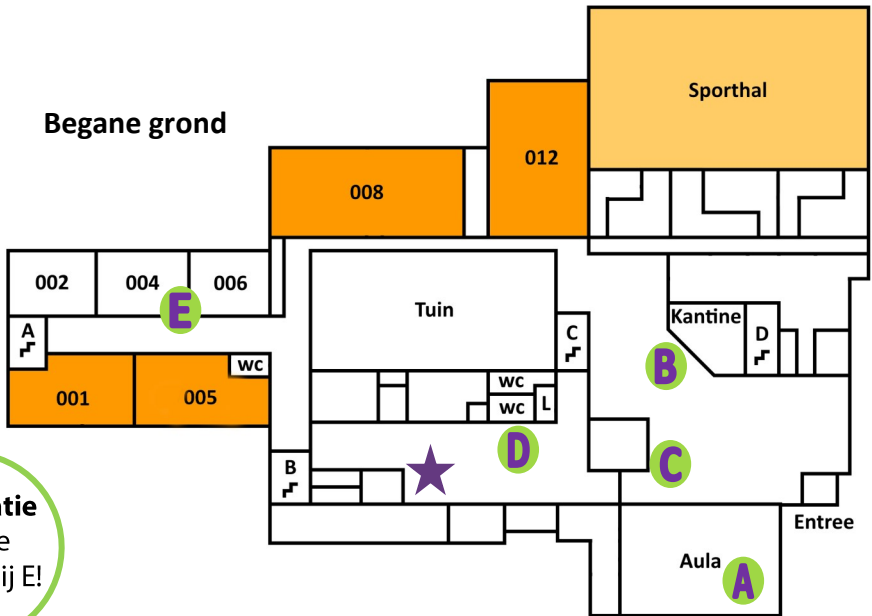 Begane grond
Sporthal
012
008
002
004
006
E
Tuin
A
C
Kantine
D
B
wc
wc
wc
L
001
005
B
D
C
Entree
Aula
A
ij E!